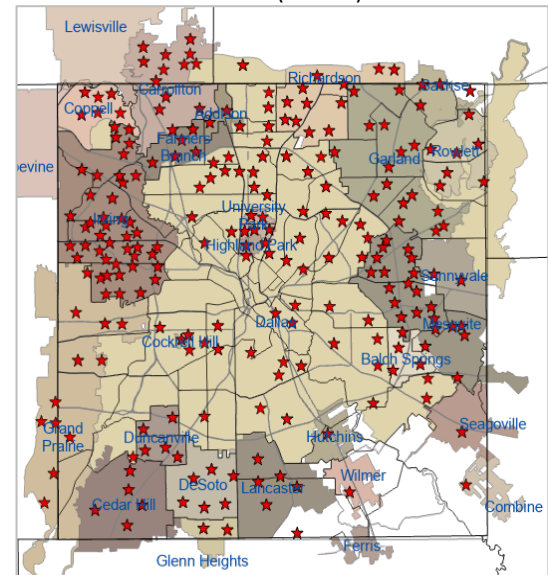 Lewisville
Richardson
Carrollton
Sachse
Coppell
Addison
Farmers
Branch
Garland
Rowlett
evine
Irving
University
Park
Highland Park
Sunnyvale
Dallas
Mesquite
Cockrell Hill
Balch Springs
Grand
Prairie
Duncanville
Hutchins
Seagoville
Cedar Hill
DeSoto
Lancaster
Wilmer
Combine
Ferris
Glenn Heights